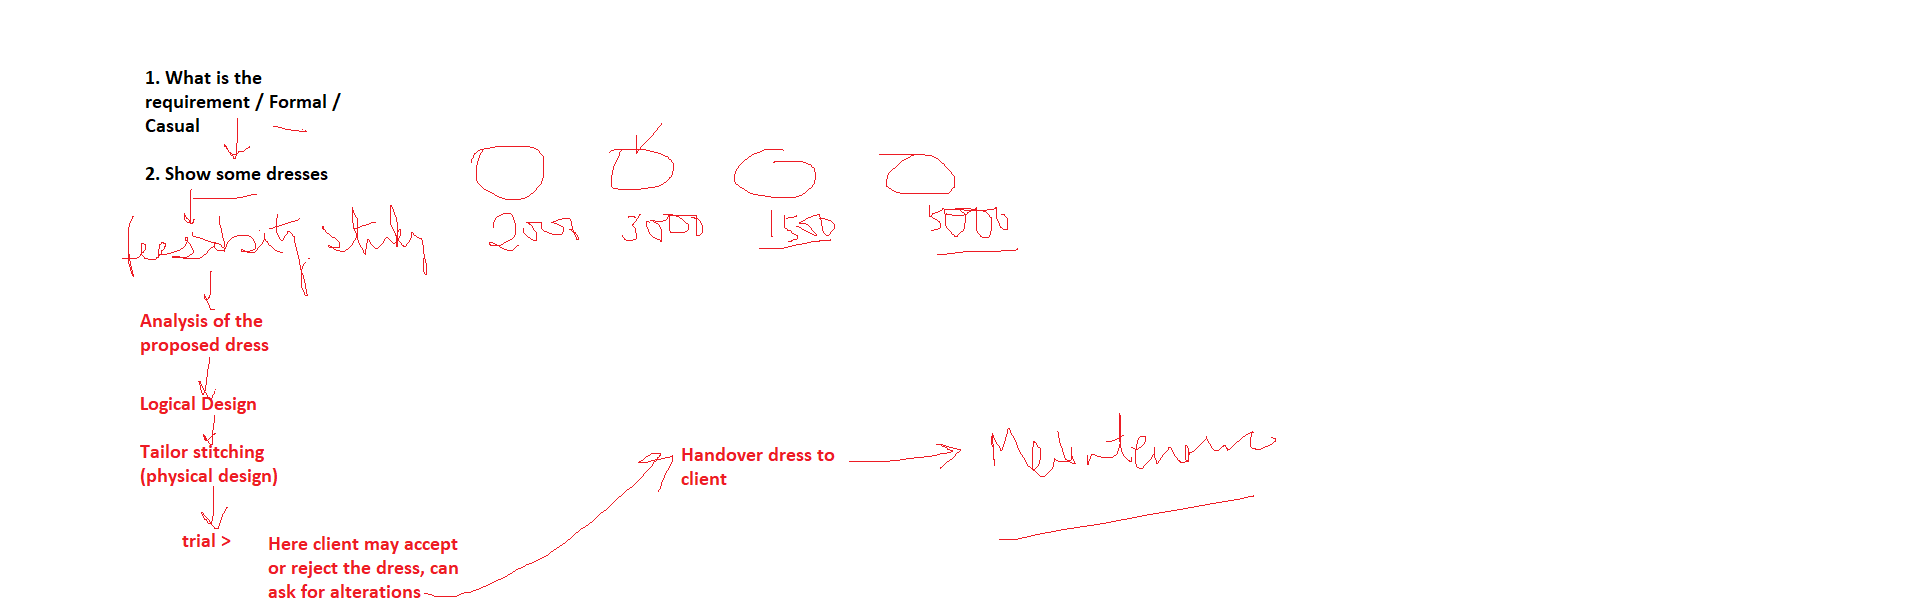 1. What is the
requirement / Formal /
Casual
2. Show some dresses
feesibility study
2000 3000 1500 5000
Analysis of the
proposed dress
Logical Design
Tailor stitching
(physical design)
trial >
Here client may accept
or reject the dress, can
ask for alterations
Handover dress to
client
Maintenance